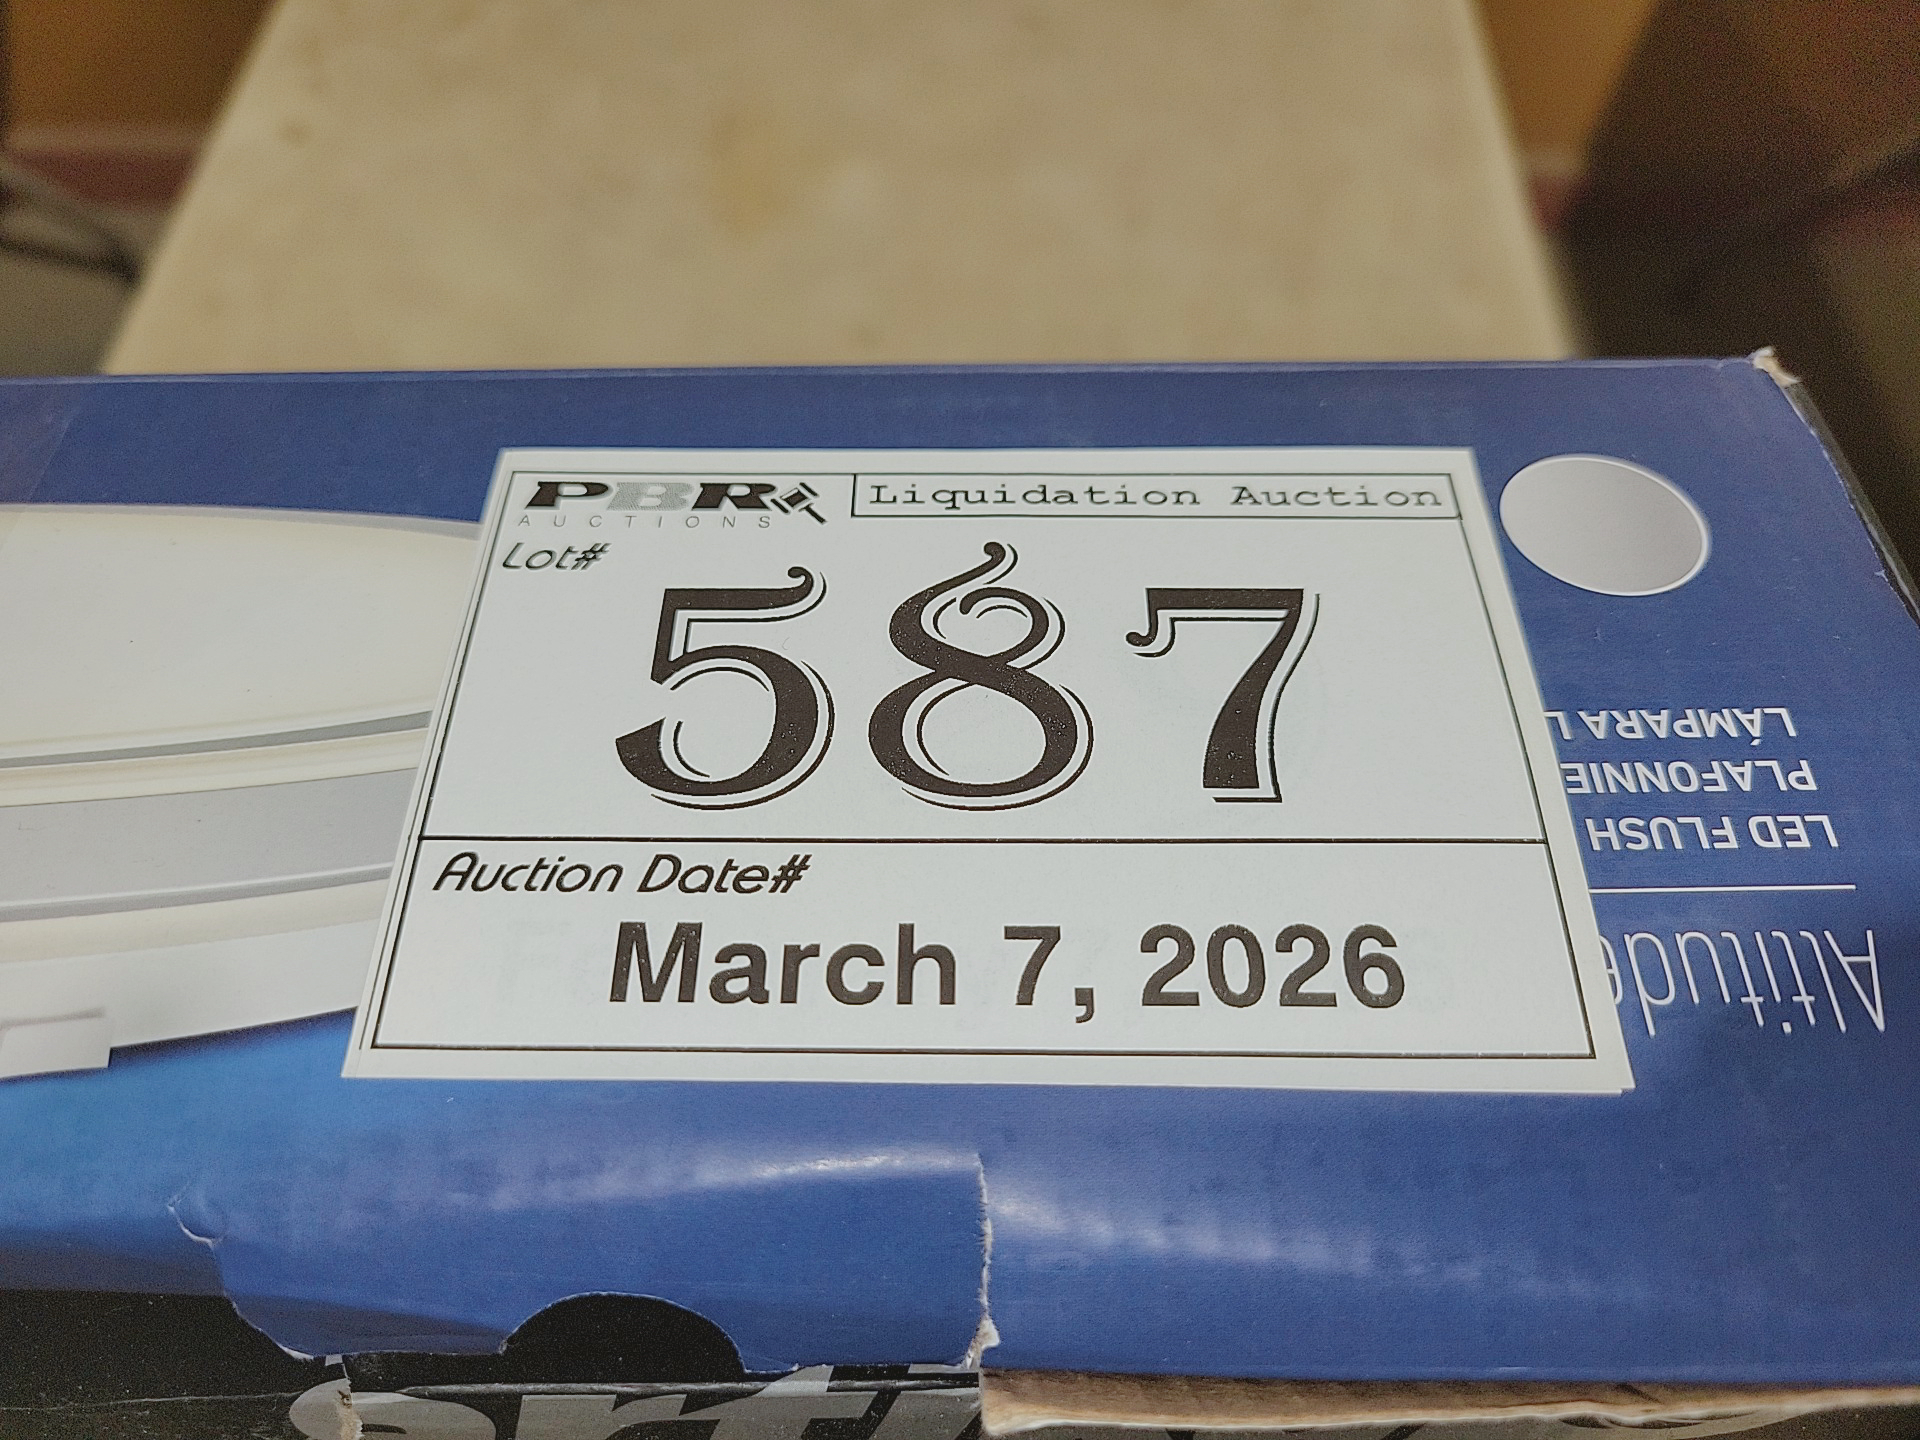 PBR
AUCTIONS
Liquidation Auction
Lot#
587
Auction Date#
March 7, 2026
Altitude
LED FLUSH
PLAFONNIE
LÁMPARA L